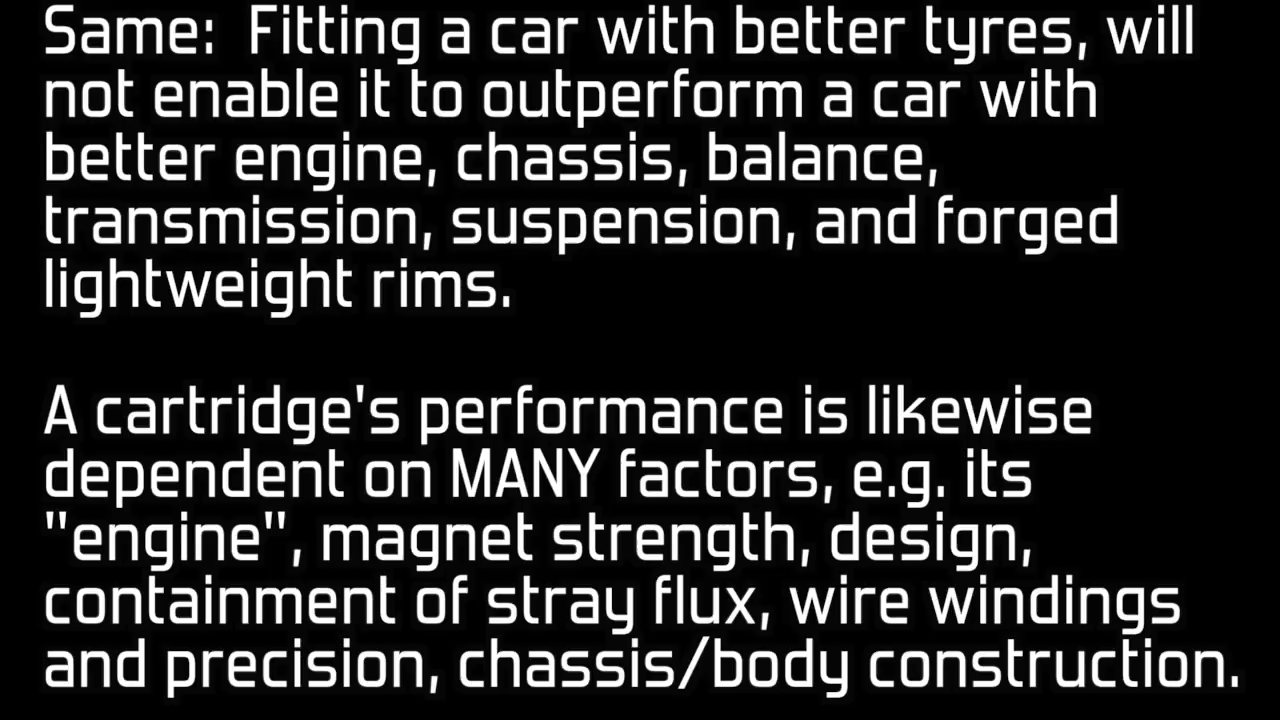 Same:  Fitting a car with better tyres, will
not enable it to outperform a car with
better engine, chassis, balance,
transmission, suspension, and forged
lightweight rims.
A cartridge's performance is likewise
dependent on MANY factors, e.g. its
"engine", magnet strength, design,
containment of stray flux, wire windings
and precision, chassis/body construction.